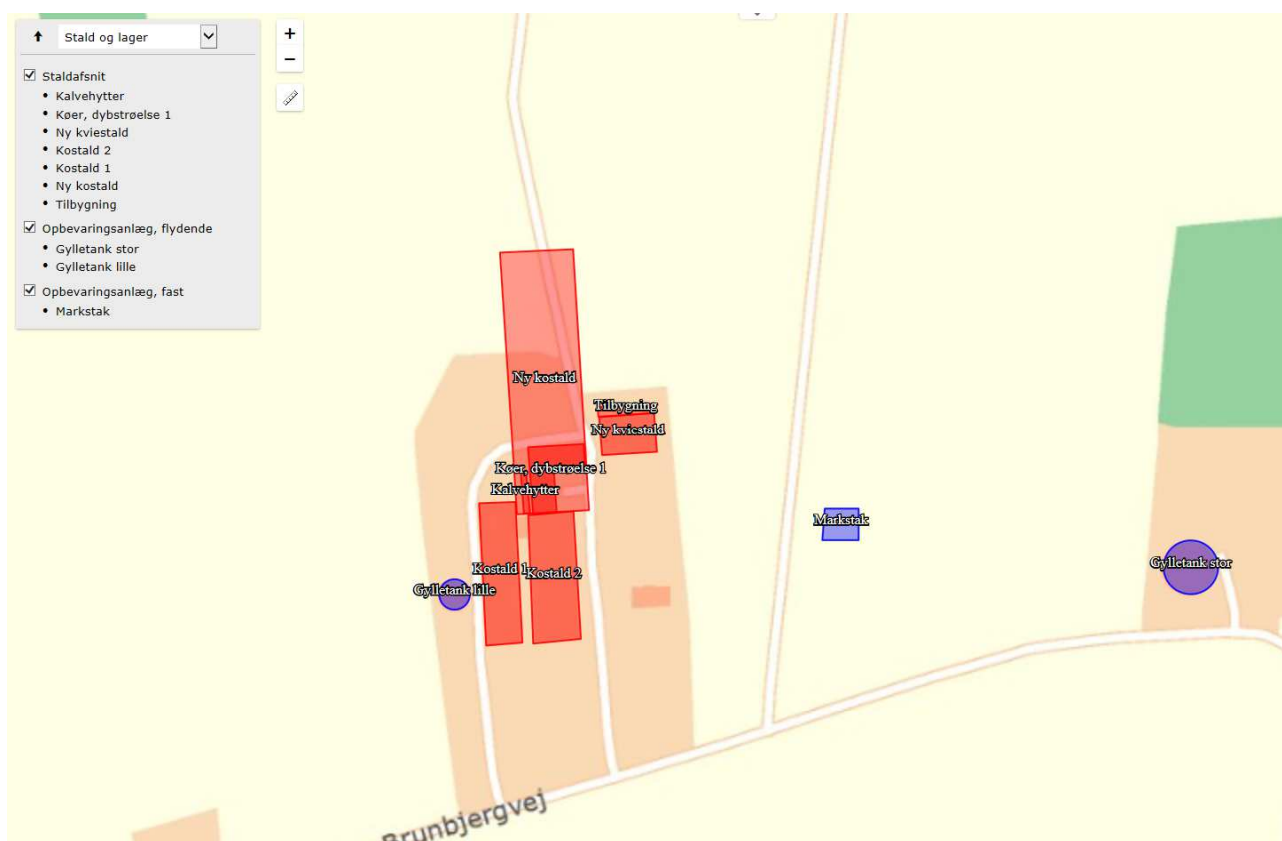 Stald og lager
Staldafsnit
Kalvehytter
Køer, dybstrøelse 1
Ny kviestald
Kostald 2
Kostald 1
Ny kostald
Tilbygning
Opbevaringsanlæg, flydende
Gylletank stor
Gylletank lille
Opbevaringsanlæg, fast
Markstak
+
−
Ny kostald
Tilbygning
Ny kviestald
Køer, dybstrøelse 1
Kalvehytter
Markstak
Gylletank stor
Kostald 1
Kostald 2
Gylletank lille
Brunbjergvej